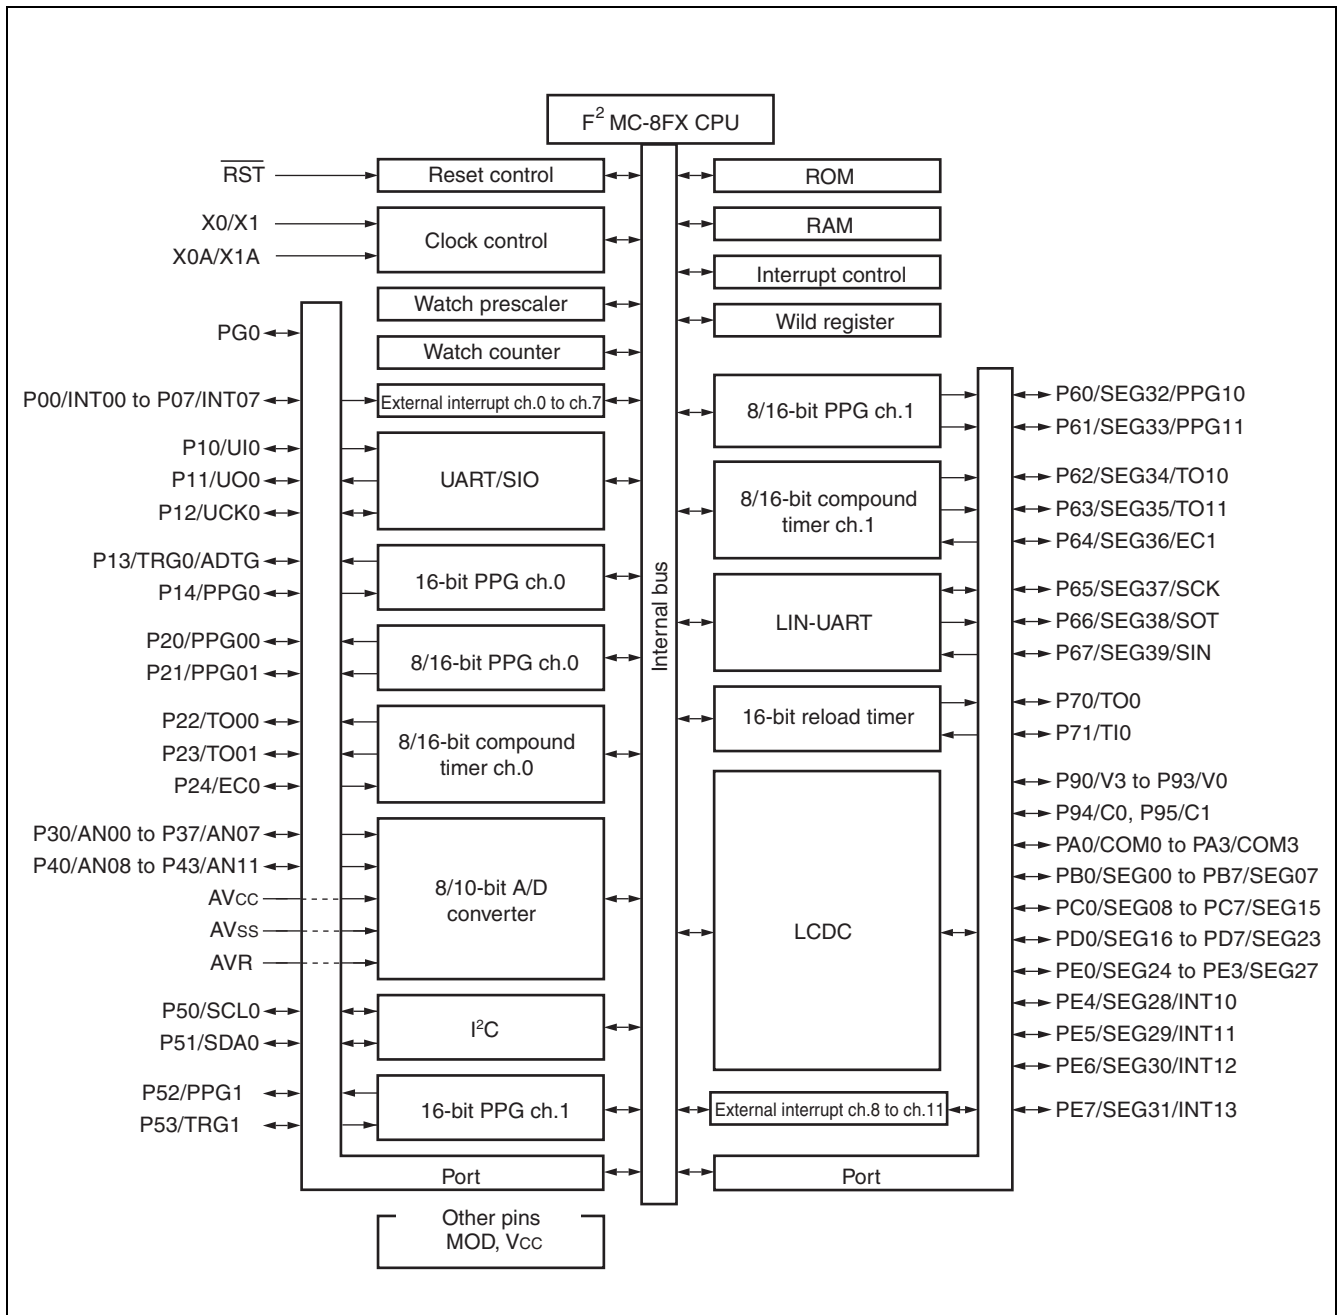 F² MC-8FX CPU
RST
Reset control
ROM
X0/X1
X0A/X1A
Clock control
RAM
Interrupt control
Watch prescaler
Wild register
PG0
Watch counter
P00/INT00 to P07/INT07
External interrupt ch.0 to ch.7
P10/UI0
P11/UO0
P12/UCK0
UART/SIO
P13/TRG0/ADTG
P14/PPG0
16-bit PPG ch.0
P20/PPG00
P21/PPG01
8/16-bit PPG ch.0
P22/TO00
P23/TO01
P24/EC0
8/16-bit compound
timer ch.0
P30/AN00 to P37/AN07
P40/AN08 to P43/AN11
AVcc
AVss
AVR
8/10-bit A/D
converter
P50/SCL0
P51/SDA0
I²C
P52/PPG1
P53/TRG1
16-bit PPG ch.1
Port
Other pins
MOD, Vcc
Internal bus
8/16-bit PPG ch.1
P60/SEG32/PPG10
P61/SEG33/PPG11
8/16-bit compound
timer ch.1
P62/SEG34/TO10
P63/SEG35/TO11
P64/SEG36/EC1
LIN-UART
P65/SEG37/SCK
P66/SEG38/SOT
P67/SEG39/SIN
16-bit reload timer
P70/TO0
P71/TI0
LCDC
P90/V3 to P93/V0
P94/C0, P95/C1
PA0/COM0 to PA3/COM3
PB0/SEG00 to PB7/SEG07
PC0/SEG08 to PC7/SEG15
PD0/SEG16 to PD7/SEG23
PE0/SEG24 to PE3/SEG27
PE4/SEG28/INT10
PE5/SEG29/INT11
PE6/SEG30/INT12
External interrupt ch.8 to ch.11
PE7/SEG31/INT13
Port